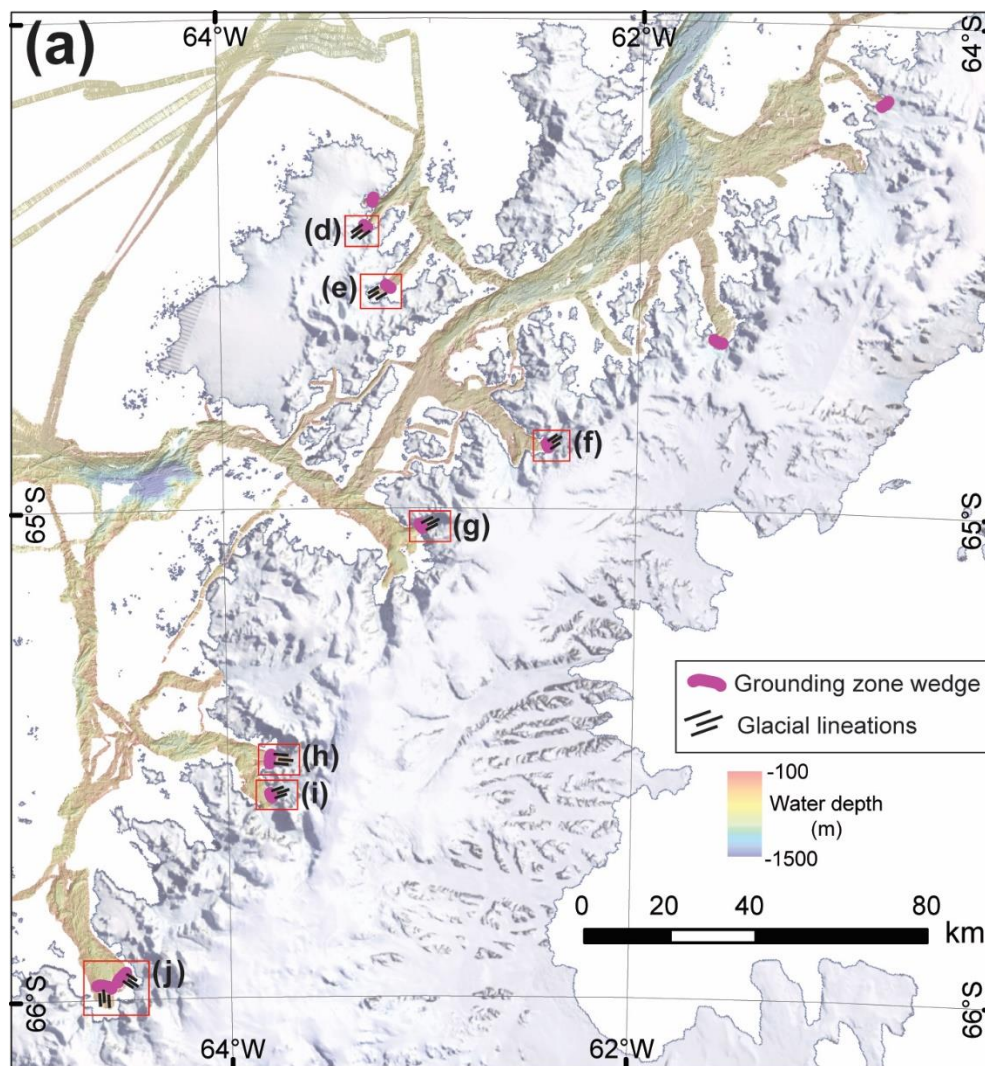 (a)
64°W
62°W
64°S
(d)
(e)
(f)
(g)
65°S
65°S
Grounding zone wedge
Glacial lineations
(h)
(i)
-100
Water depth
(m)
-1500
0 20 40 80
km
(j)
66°S
66°S
64°W
62°W